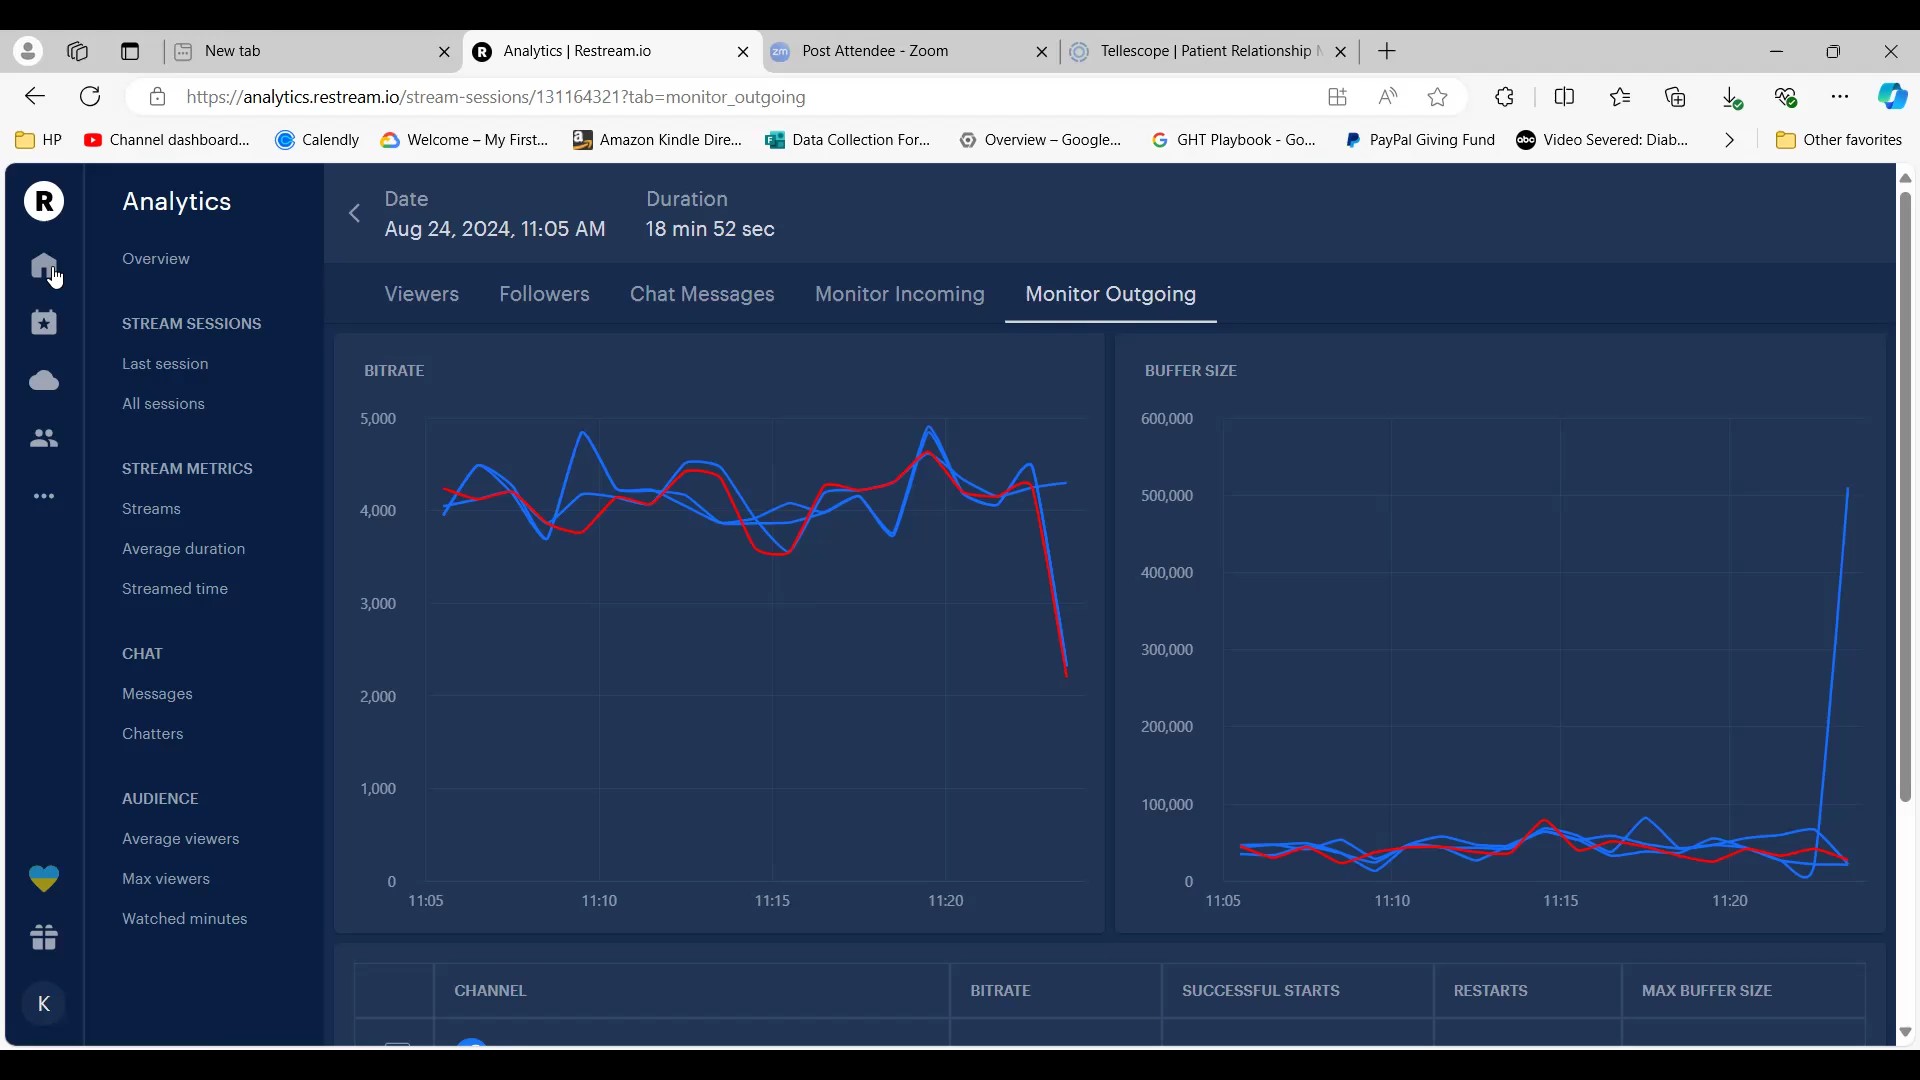 New tab
R Analytics | Restream.io
zm Post Attendee - Zoom
Tellescope | Patient Relationship
https://analytics.restream.io/stream-sessions/131164321?tab=monitor_outgoing
HP
Channel dashboard...
Calendly
Welcome – My First...
Amazon Kindle Dire...
Data Collection For...
Overview – Google...
GHT Playbook - Go...
PayPal Giving Fund
abc Video Severed: Diab...
Other favorites
R
K
Analytics
Overview
STREAM SESSIONS
Last session
All sessions
STREAM METRICS
Streams
Average duration
Streamed time
CHAT
Messages
Chatters
AUDIENCE
Average viewers
Max viewers
Watched minutes
Date
Aug 24, 2024, 11:05 AM
Duration
18 min 52 sec
Viewers
Followers
Chat Messages
Monitor Incoming
Monitor Outgoing
BITRATE
5,000
4,000
3,000
2,000
1,000
0
11:05
11:10
11:15
11:20
BUFFER SIZE
600,000
500,000
400,000
300,000
200,000
100,000
0
11:05
11:10
11:15
11:20
CHANNEL
BITRATE
SUCCESSFUL STARTS
RESTARTS
MAX BUFFER SIZE